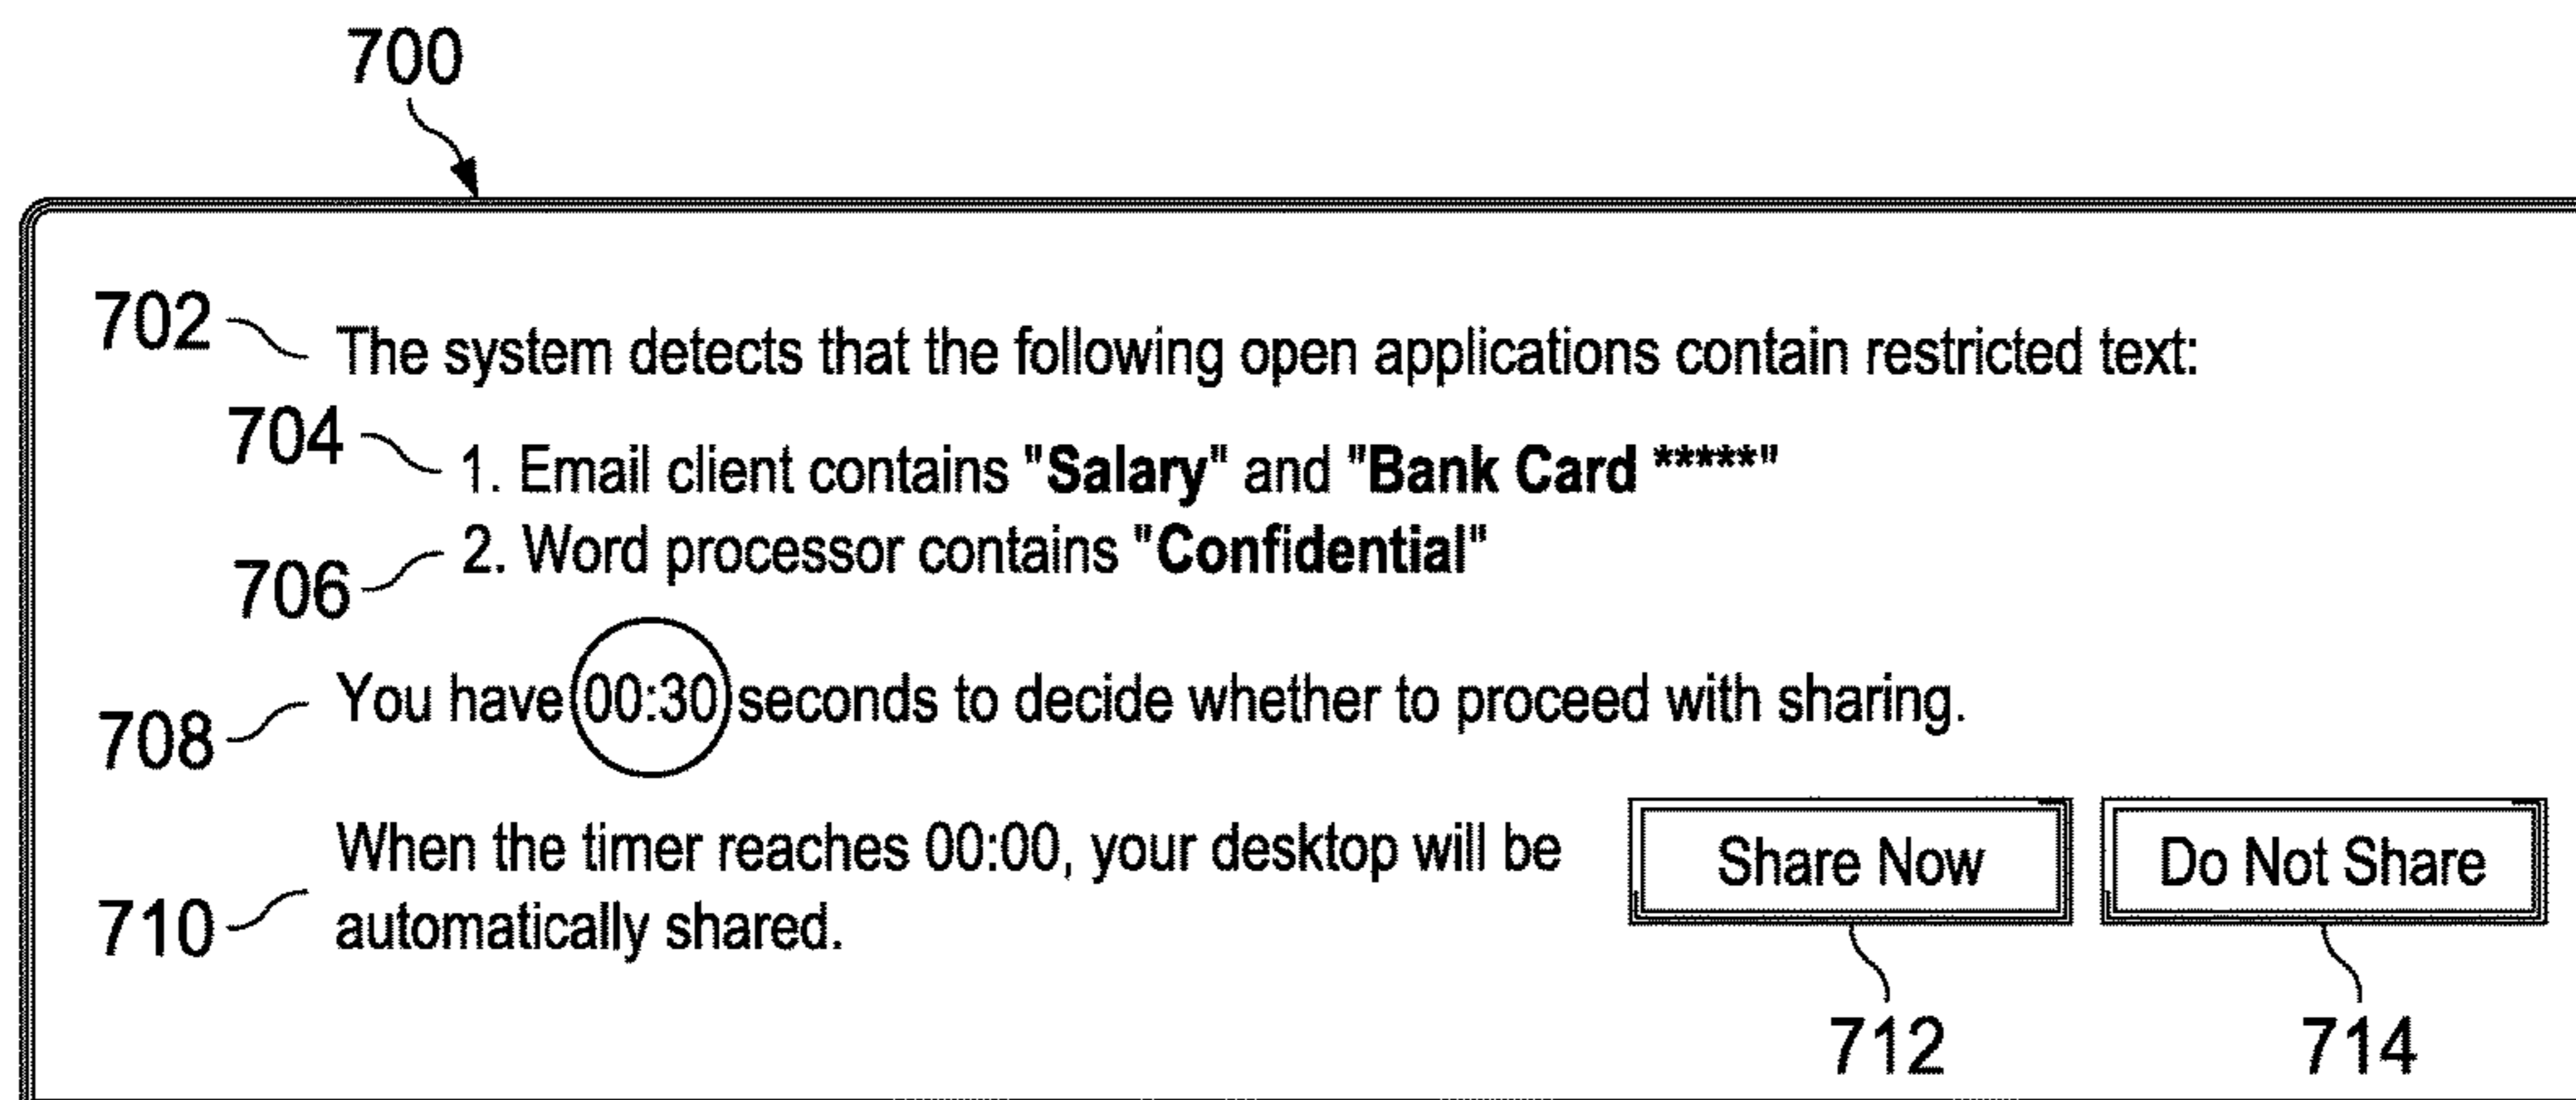 700
702 The system detects that the following open applications contain restricted text:
704 1. Email client contains "Salary" and "Bank Card *****"
706 2. Word processor contains "Confidential"
708 You have 00:30 seconds to decide whether to proceed with sharing.
710 When the timer reaches 00:00, your desktop will be
automatically shared.
Share Now Do Not Share
712 714